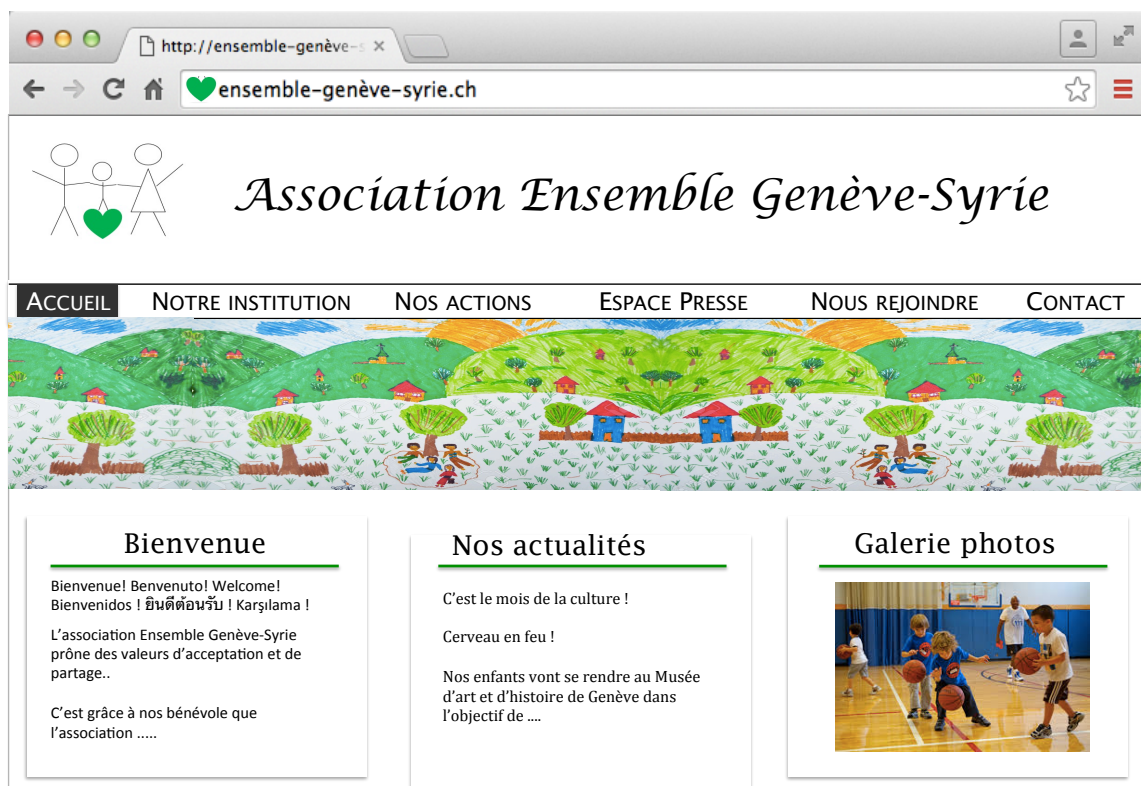 http://ensemble-genève-s
ensemble-genève-syrie.ch
Association Ensemble Genève-Syrie
ACCUEIL NOTRE INSTITUTION NOS ACTIONS ESPACE PRESSE NOUS REJOINDRE CONTACT
Bienvenue
Bienvenue! Benvenuto! Welcome!
Bienvenidos ! ยินดีต้อนรับ ! Karşılama !
L'association Ensemble Genève-Syrie
prône des valeurs d'acceptation et de
partage..
C'est grâce à nos bénévole que
l'association .....
Nos actualités
C'est le mois de la culture !
Cerveau en feu !
Nos enfants vont se rendre au Musée
d'art et d'histoire de Genève dans
l'objectif de ....
Galerie photos